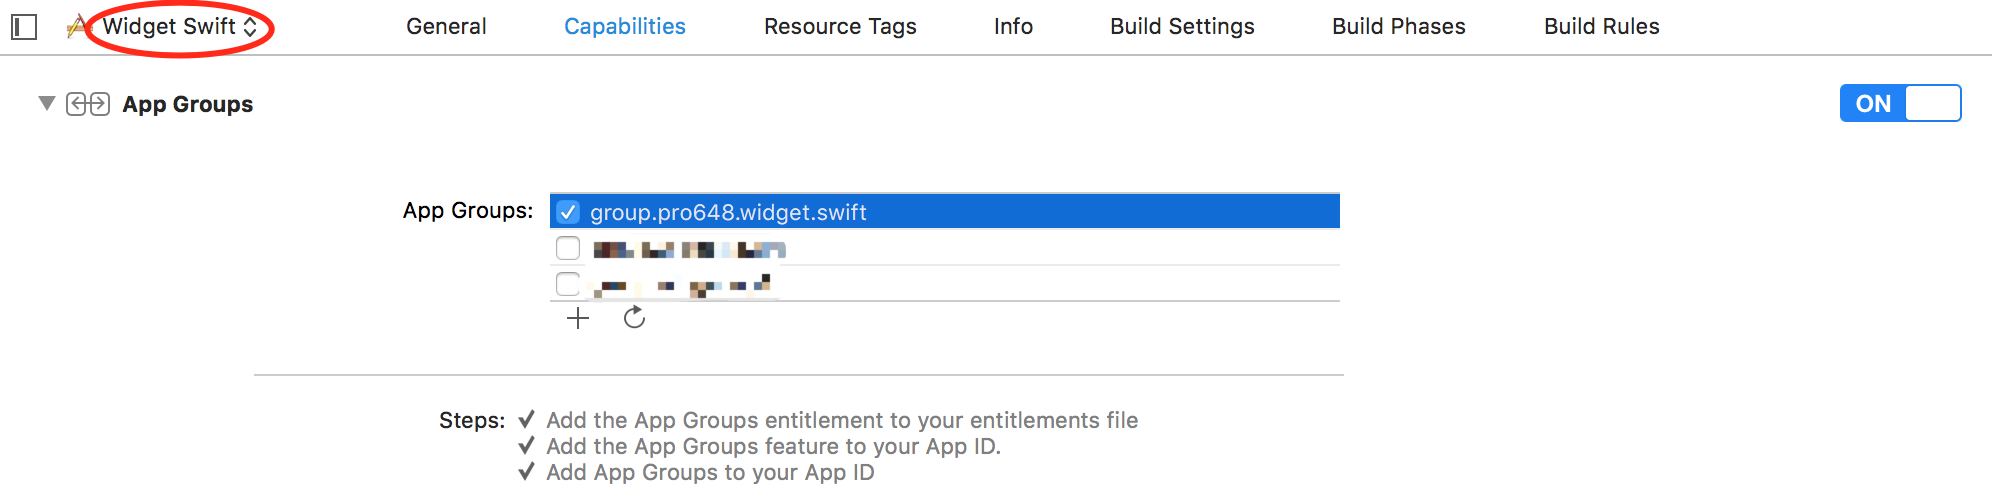 Widget Swift General Capabilities Resource Tags Info Build Settings Build Phases Build Rules
App Groups ON
App Groups: group.pro648.widget.swift
Steps: ✓ Add the App Groups entitlement to your entitlements file
✓ Add the App Groups feature to your App ID.
✓ Add App Groups to your App ID